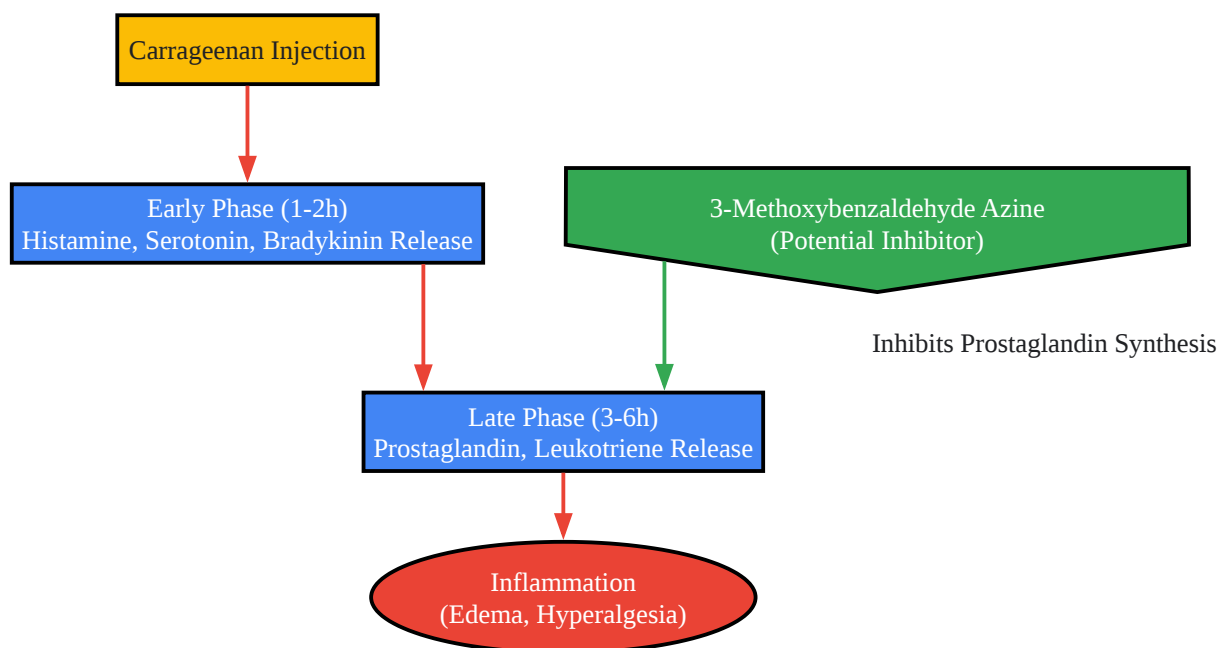 Carrageenan Injection
Early Phase (1-2h)
Histamine, Serotonin, Bradykinin Release
3-Methoxybenzaldehyde Azine
(Potential Inhibitor)
Inhibits Prostaglandin Synthesis
Late Phase (3-6h)
Prostaglandin, Leukotriene Release
Inflammation
(Edema, Hyperalgesia)